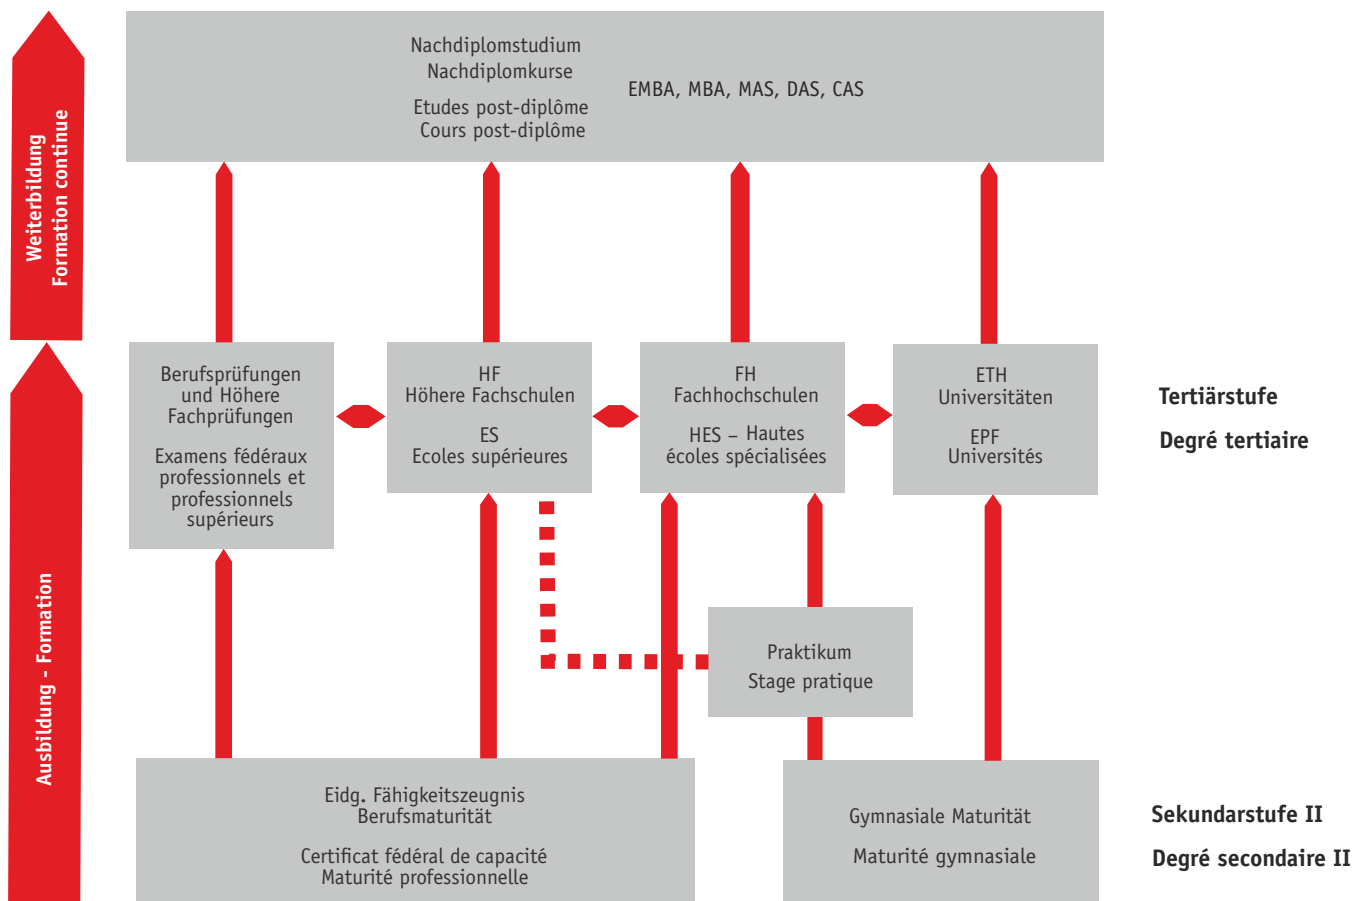 Nachdiplomstudium
Nachdiplomkurse
Etudes post-diplôme
Cours post-diplôme
EMBA, MBA, MAS, DAS, CAS
Weiterbildung
Formation continue
Berufsprüfungen
und Höhere
Fachprüfungen
Examens fédéraux
professionnels et
professionnels
supérieurs
HF
Höhere Fachschulen
ES
Ecoles supérieures
FH
Fachhochschulen
HES – Hautes
écoles spécialisées
ETH
Universitäten
EPF
Universités
Tertiärstufe
Degré tertiaire
Ausbildung - Formation
Praktikum
Stage pratique
Eidg. Fähigkeitszeugnis
Berufsmaturität
Certificat fédéral de capacité
Maturité professionnelle
Gymnasiale Maturität
Maturité gymnasiale
Sekundarstufe II
Degré secondaire II